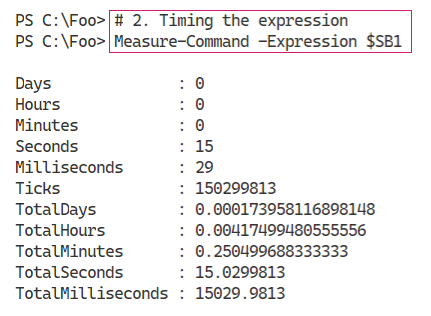 PS C:\Foo> # 2. Timing the expression
PS C:\Foo> Measure-Command -Expression $SB1
Days              : 0
Hours             : 0
Minutes           : 0
Seconds           : 15
Milliseconds      : 29
Ticks             : 150299813
TotalDays         : 0.000173958116898148
TotalHours        : 0.00417499480555556
TotalMinutes      : 0.250499688333333
TotalSeconds      : 15.0299813
TotalMilliseconds : 15029.9813